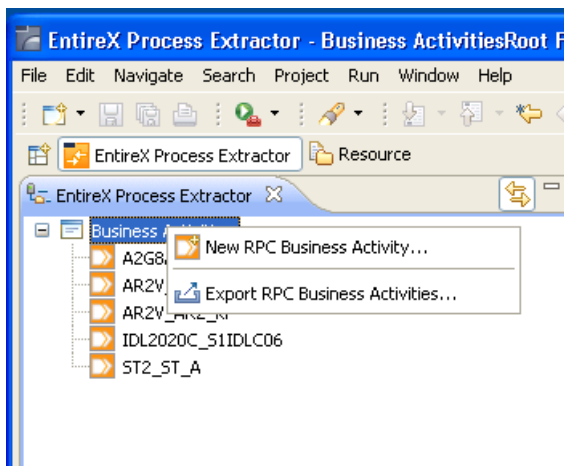 EntireX Process Extractor - Business ActivitiesRoot
File Edit Navigate Search Project Run Window Help
EntireX Process Extractor Resource
EntireX Process Extractor
Business
New RPC Business Activity...
Export RPC Business Activities...
IDL2020C_S1IDLC06
ST2_ST_A